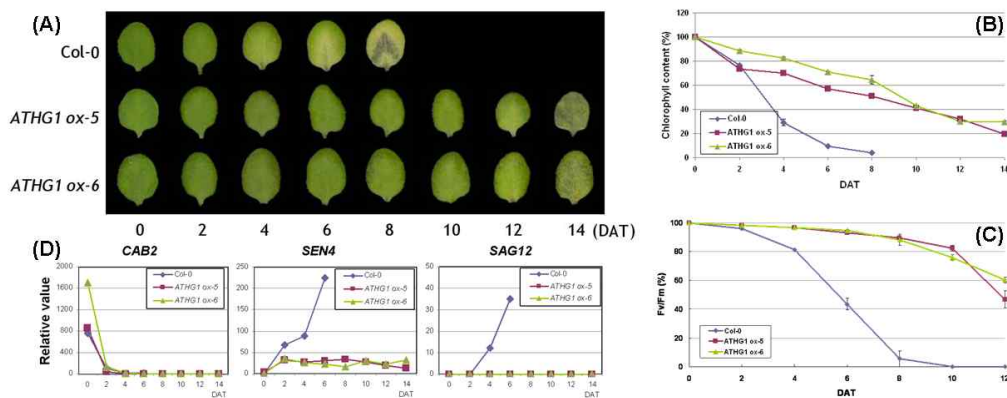 (A)
Col-0
ATHG1 ox-5
ATHG1 ox-6
0 2 4 6 8 10 12 14 (DAT)
(B)
Chlorophyll content (%)
120
100
80
60
40
20
0
Col-0
ATHG1 ox-5
ATHG1 ox-6
0 2 4 6 8 10 12 14
DAT
(C)
Fv/Fm (%)
100
80
60
40
20
0
Col-0
ATHG1 ox-5
ATHG1 ox-6
0 2 4 6 8 10 12
DAT
(D)
CAB2
Relative value
2000
1600
1200
800
400
0
Col-0
ATHG1 ox-5
ATHG1 ox-6
0 2 4 6 8 10 12 14
DAT
SEN4
250
200
150
100
50
0
Col-0
ATHG1 ox-5
ATHG1 ox-6
0 2 4 6 8 10 12 14
DAT
SAG12
50
40
30
20
10
0
Col-0
ATHG1 ox-5
ATHG1 ox-6
0 2 4 6 8 10 12 14
DAT